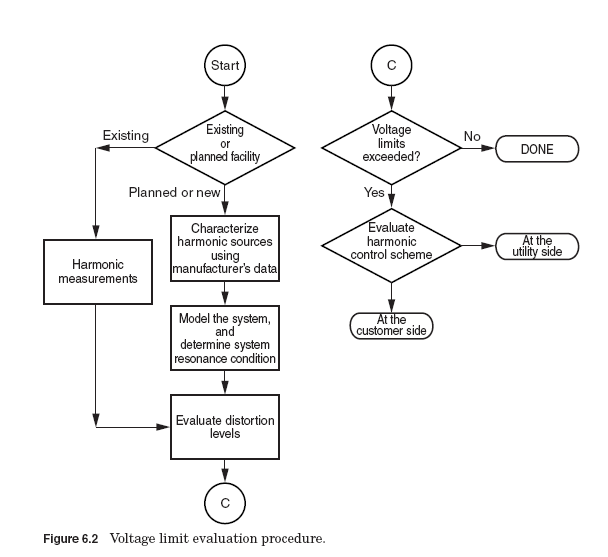 Start
Existing
or
planned facility
Existing
Planned or new
Characterize
harmonic sources
using
manufacturer's data
Harmonic
measurements
Model the system,
and
determine system
resonance condition
Evaluate distortion
levels
C
C
Voltage
limits
exceeded?
No
DONE
Yes
Evaluate
harmonic
control scheme
At the
utility side
At the
customer side
Figure 6.2 Voltage limit evaluation procedure.